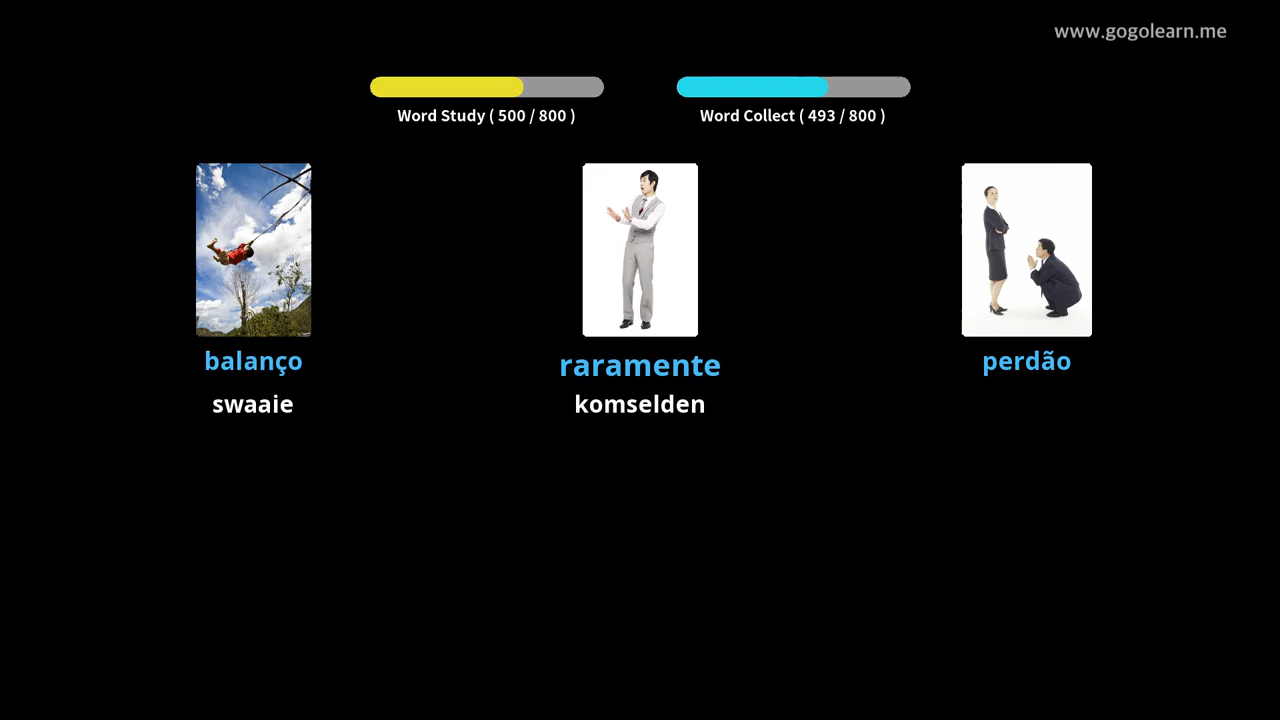 www.gogolearn.me
Word Study ( 500 / 800 )
Word Collect ( 493 / 800 )
balanço
raramente
perdão
swaaie
komselden